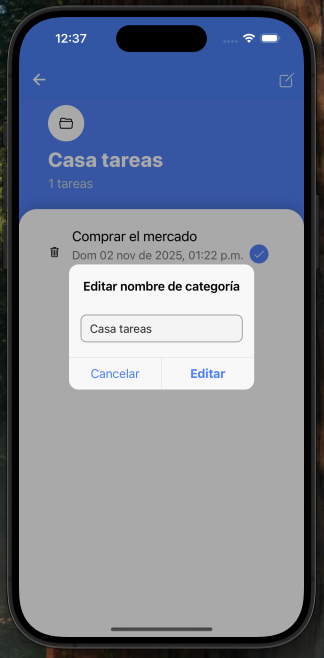 12:37
Casa tareas
1 tareas
Comprar el mercado
Dom 02 nov de 2025, 01:22 p.m.
Editar nombre de categoría
Casa tareas
Cancelar
Editar